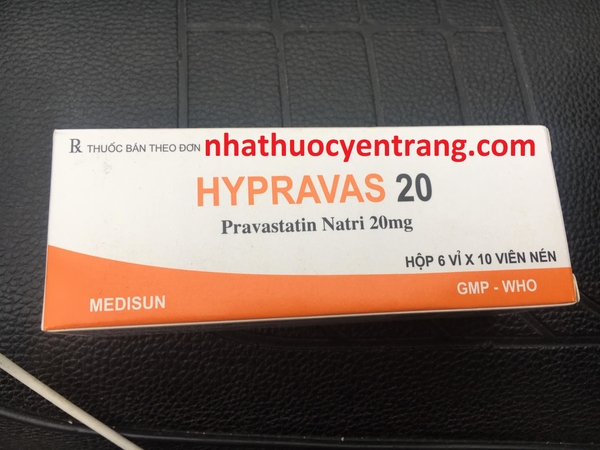 Rx THUỐC BÁN THEO ĐƠN nhathuocyentrang.com
HYPRAVAS 20
Pravastatin Natri 20mg
HỘP 6 VỈ X 10 VIÊN NÉN
MEDISUN
GMP - WHO